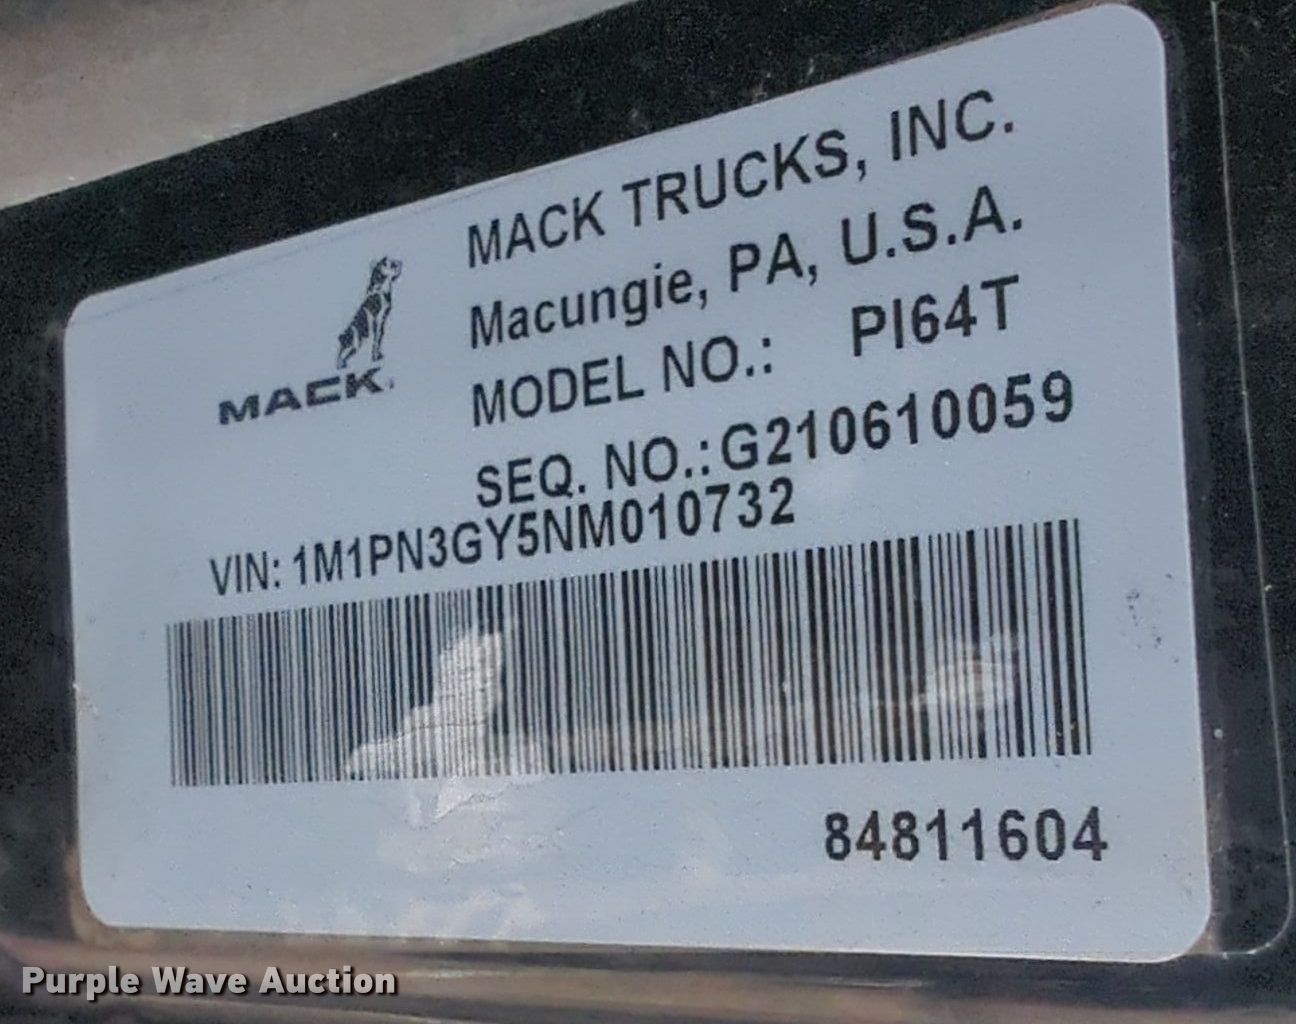 MACK TRUCKS, INC.
Macungie, PA, U.S.A.
MACK.
MODEL NO.: PI64T
SEQ. NO.:G210610059
VIN: 1M1PN3GY5NM010732
84811604
Purple Wave Auction